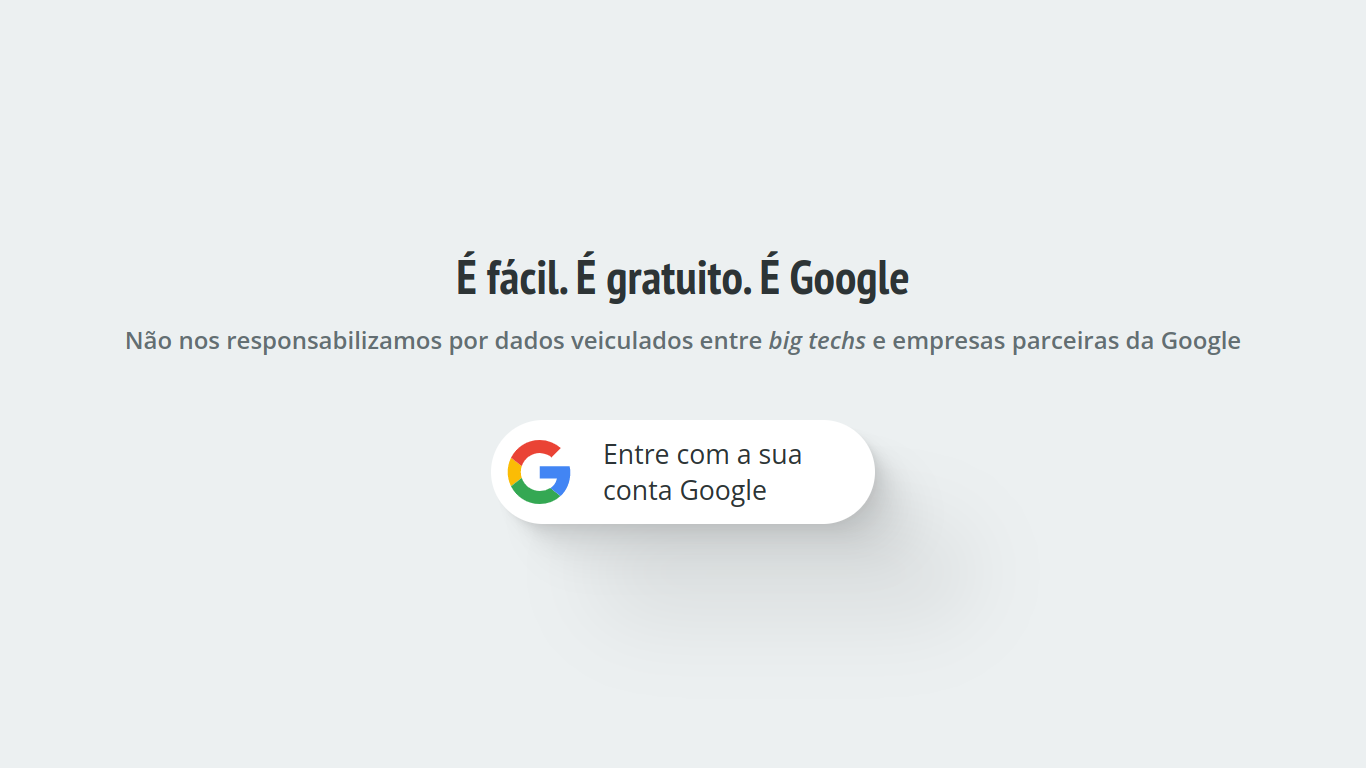 É fácil. É gratuito. É Google
Não nos responsabilizamos por dados veiculados entre big techs e empresas parceiras da Google
Entre com a sua
conta Google